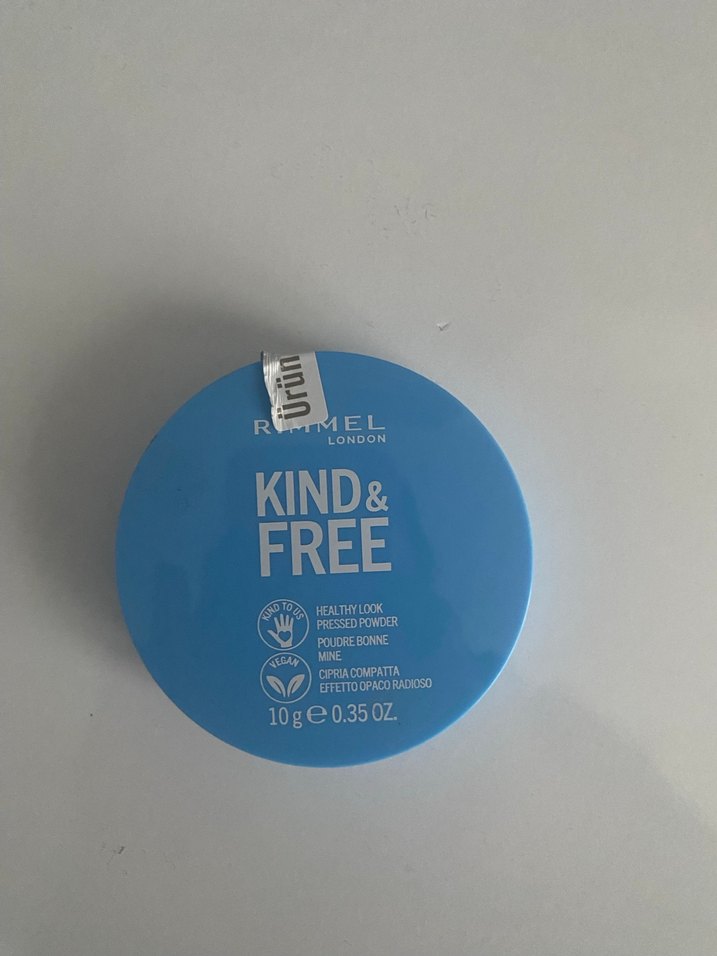 Ürün
RIMMEL
LONDON
KIND &
FREE
KIND TO US
HEALTHY LOOK
PRESSED POWDER
POUDRE BONNE
MINE
VEGAN
CIPRIA COMPATTA
EFFETTO OPACO RADIOSO
10 g e 0.35 OZ.